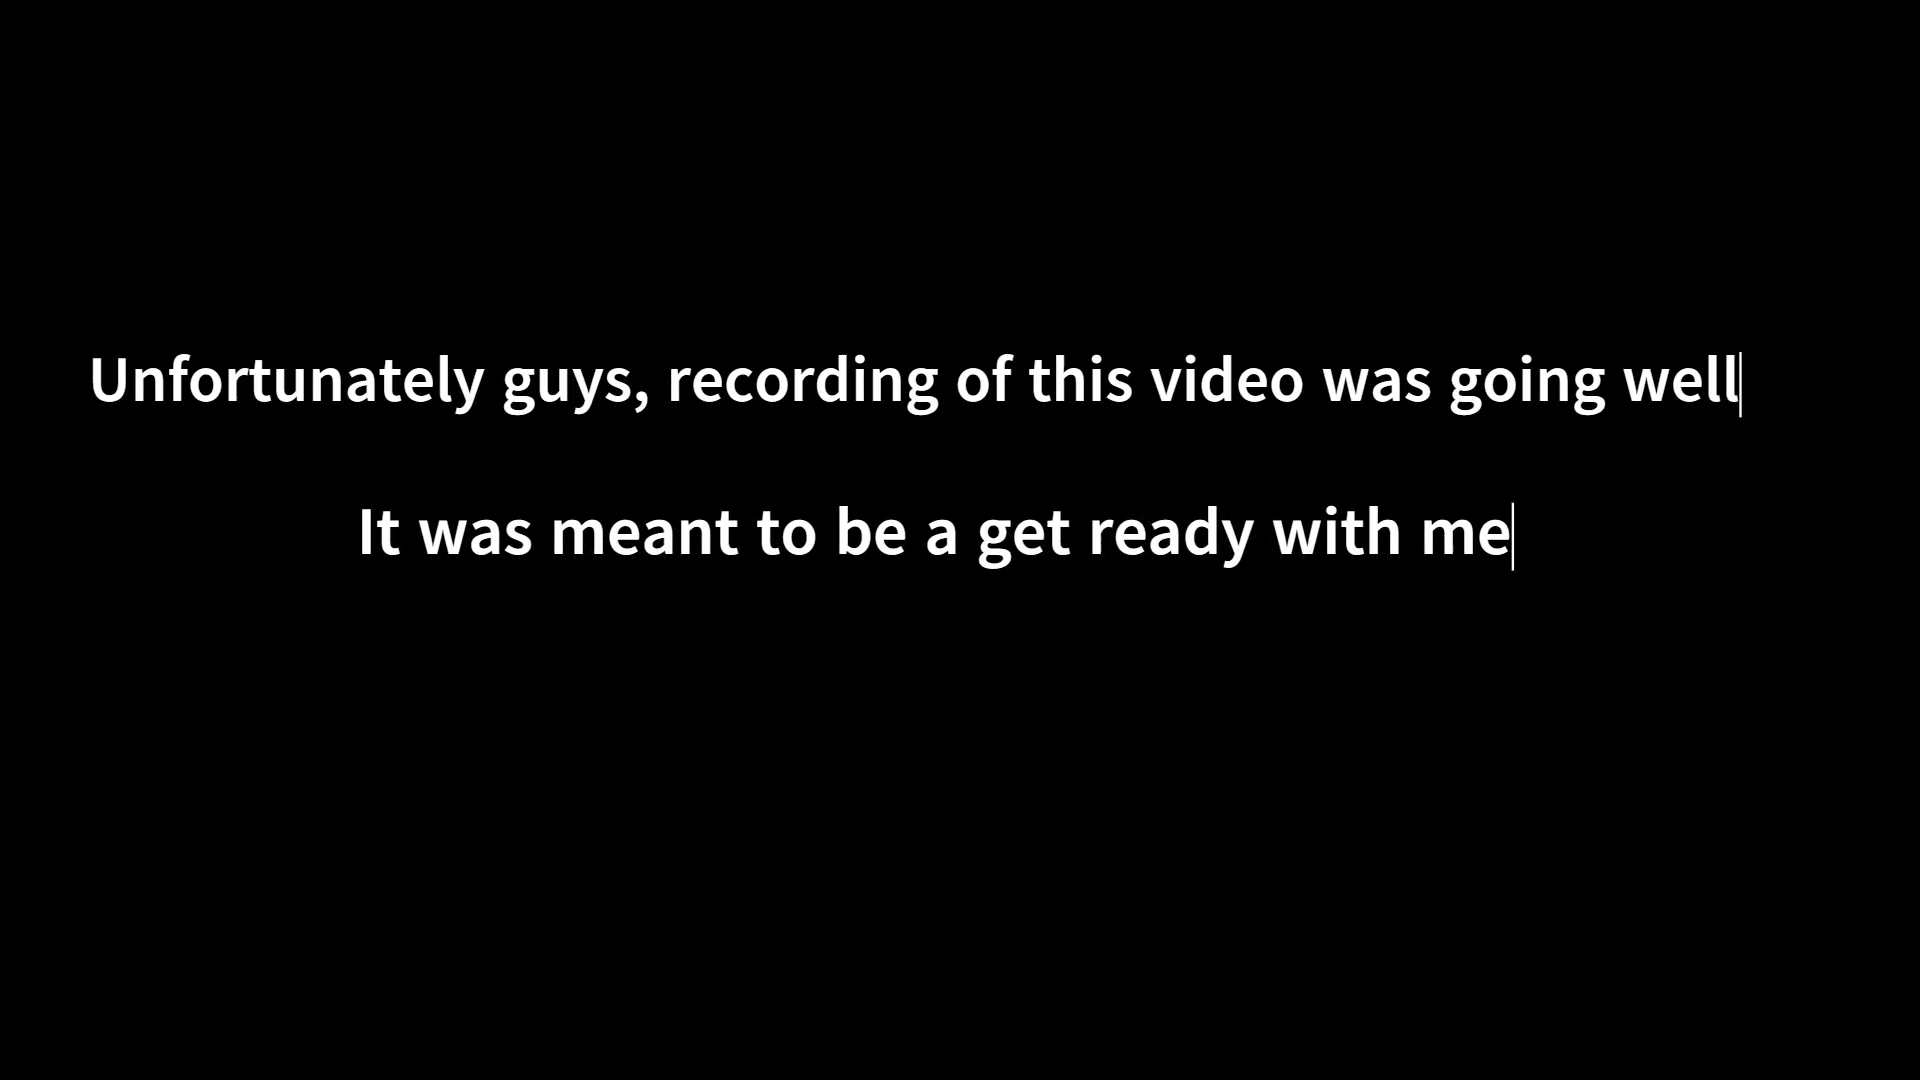 Unfortunately guys, recording of this video was going well
It was meant to be a get ready with me